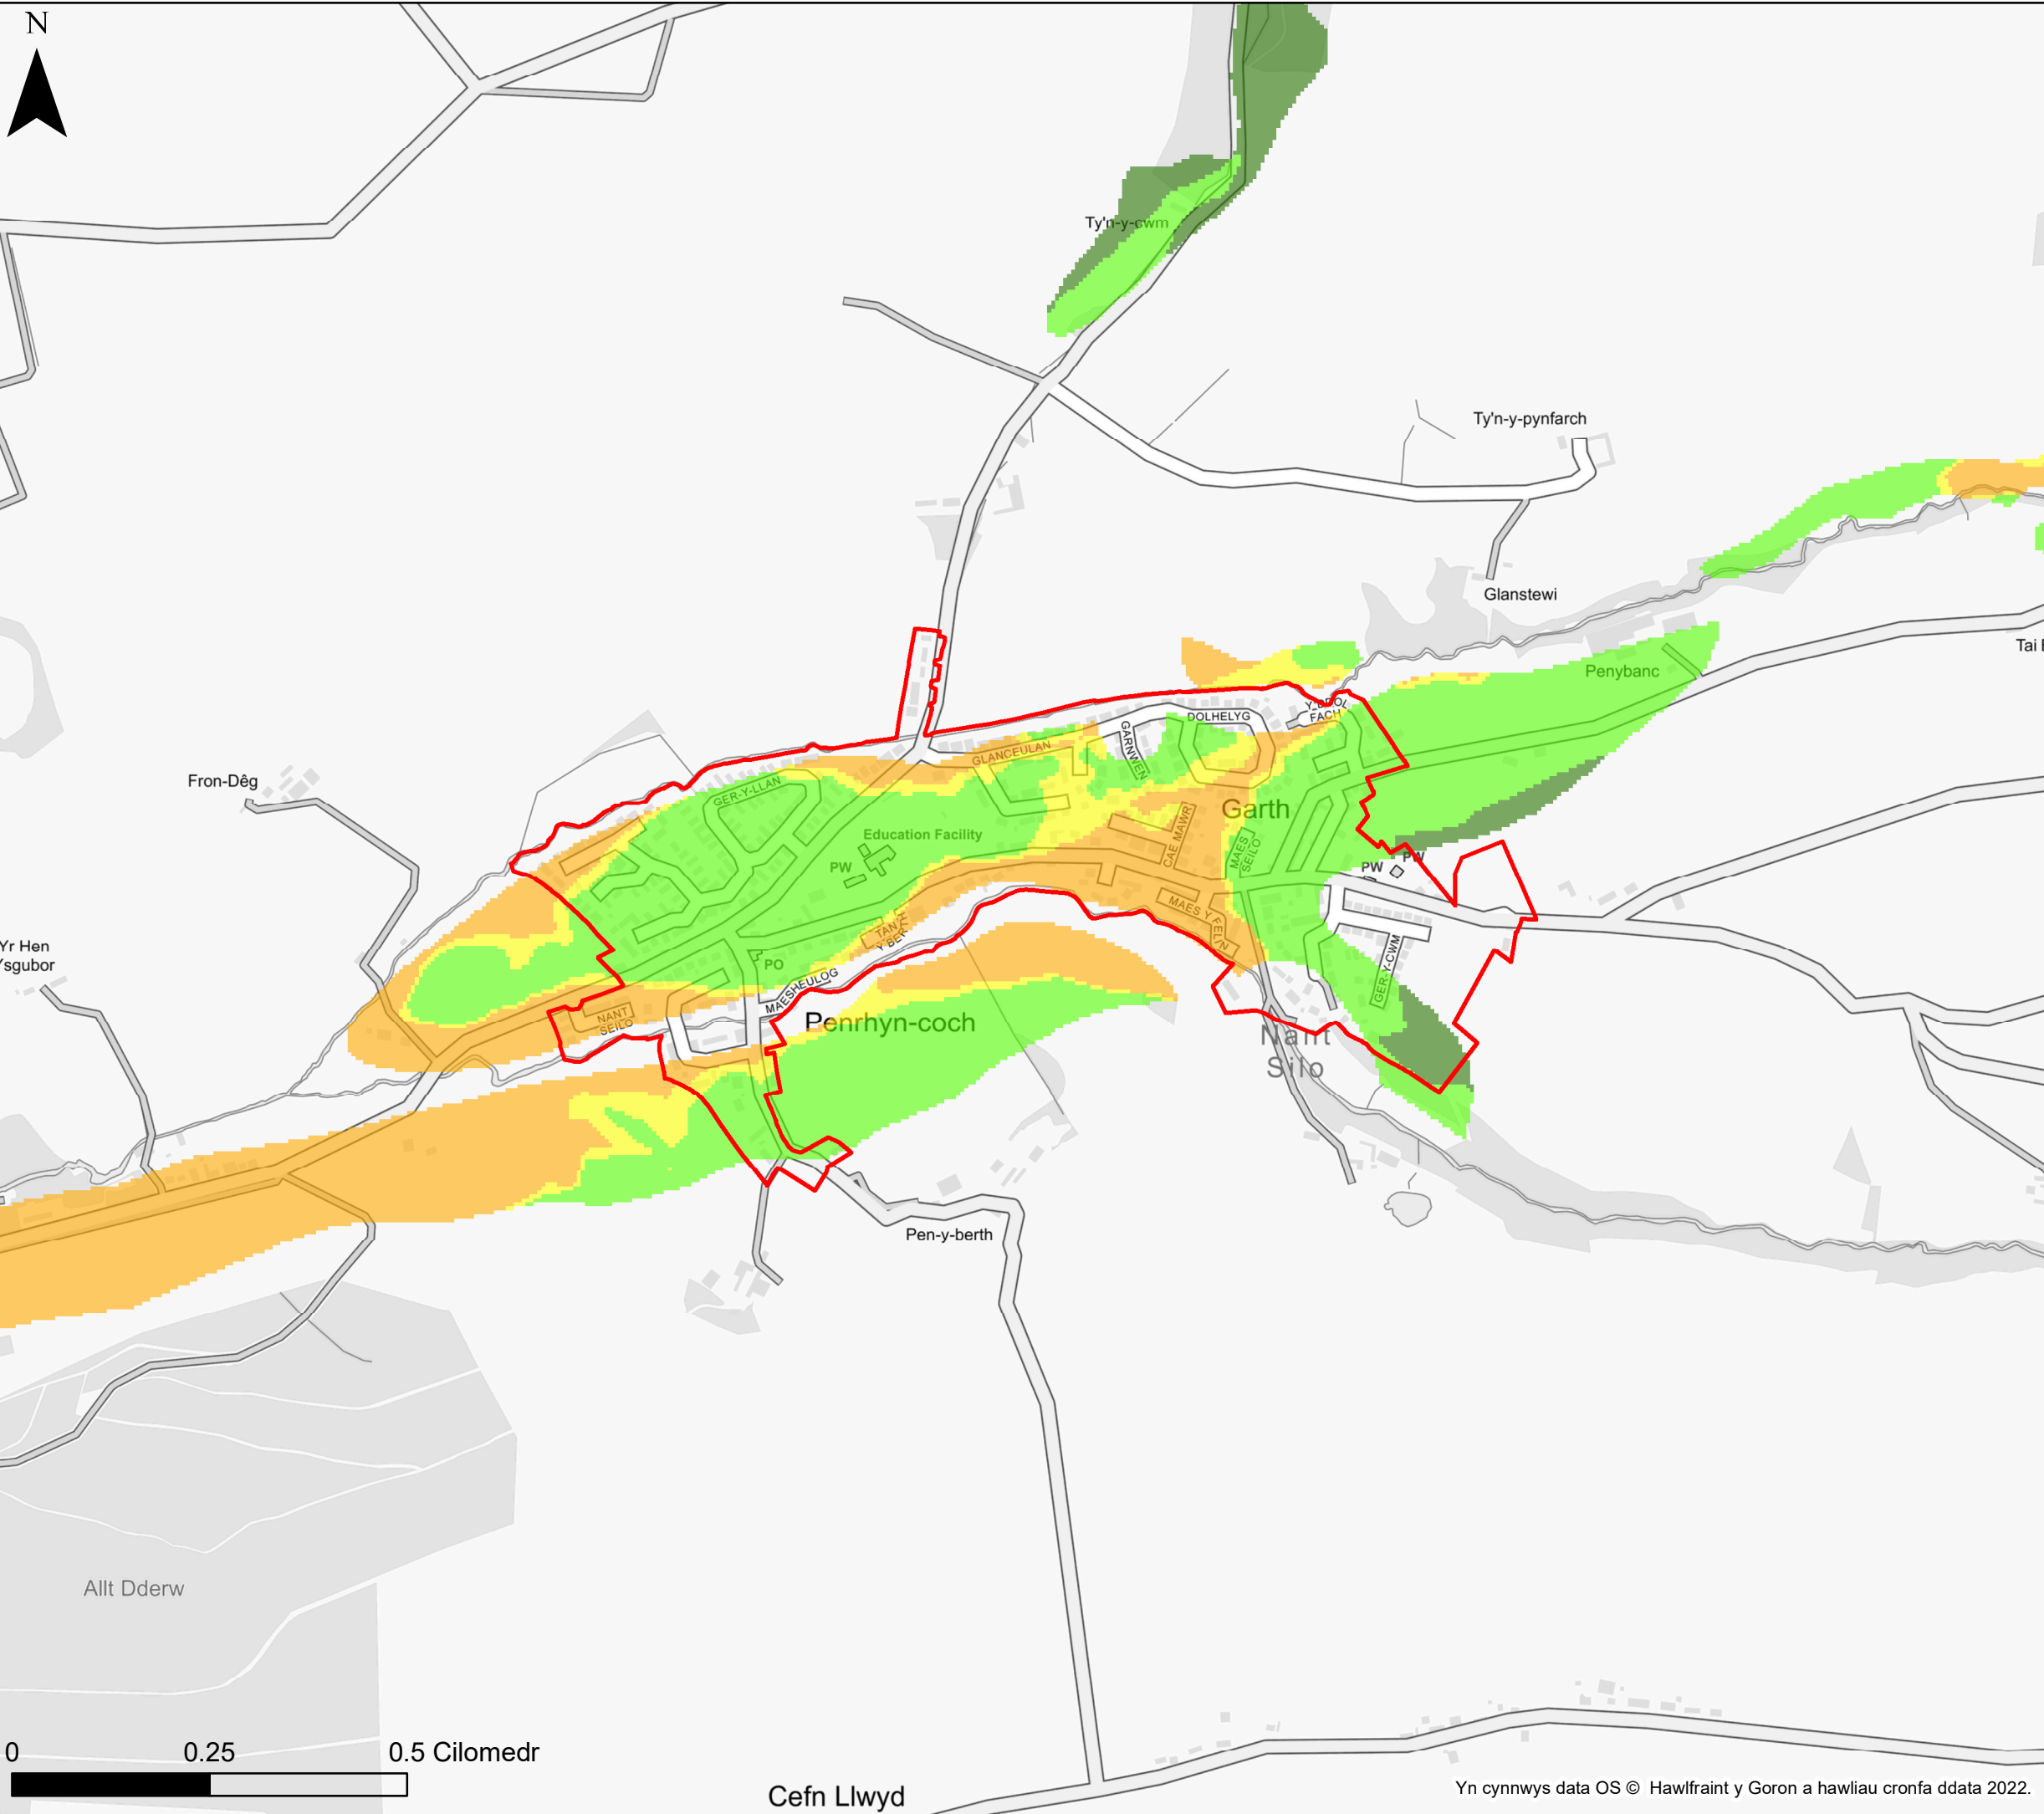 N
Ty'n-y-cwm
Ty'n-y-pynfarch
Glanstewi
Tai
Penybanc
Y DDOL
FACH
DOLHELYG
GARNWEN
GLANCEULAN
Fron-Dêg
GER-Y-LLAN
Garth
Education Facility
CAE MAWR
MAES
SEILO
PW
PW
PW
MAES Y FELIN
TAN Y BERTH
Yr Hen
Ysgubor
PO
MAESHEULOG
GER-Y-CWM
NANT
SEILO
Penrhyn-coch
Nant
Silo
Pen-y-berth
Allt Dderw
0 0.25 0.5 Cilomedr
Cefn Llwyd
Yn cynnwys data OS © Hawlfraint y Goron a hawliau cronfa ddata 2022.